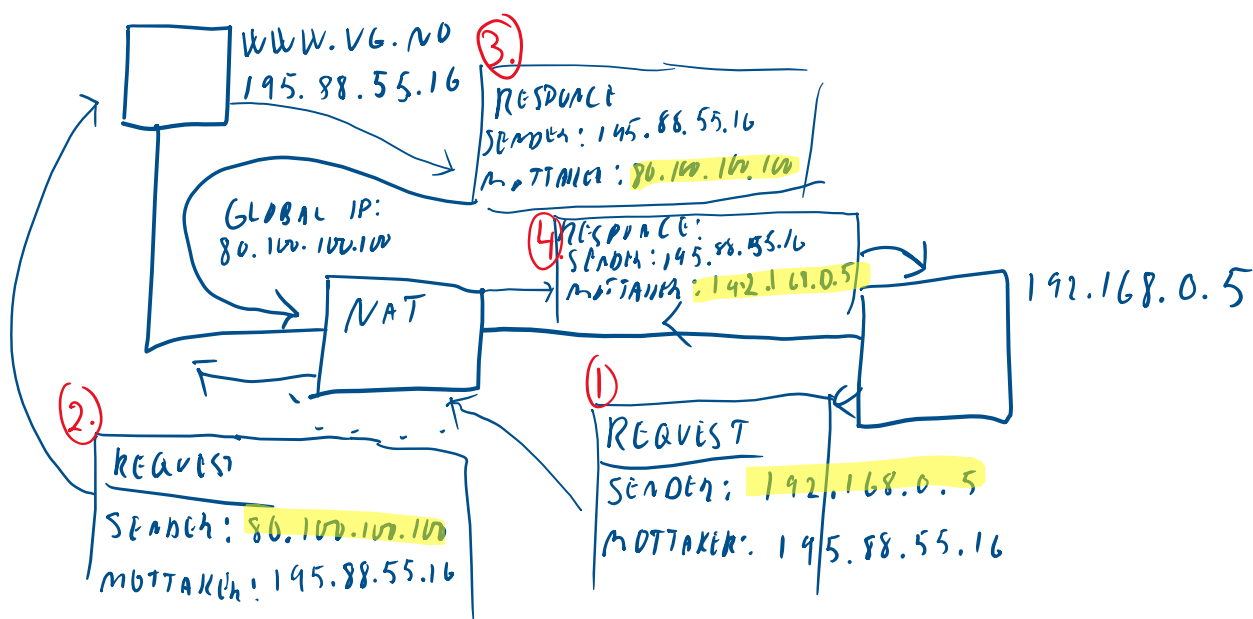 WWW.VG.NO
195.88.55.16
3.
RESPONCE
SENDER: 195.88.55.16
MOTTAKER: 80.100.100.100
GLOBAL IP:
80.100.100.100
4.
RESPONCE:
SENDER: 195.88.55.16
MOTTAKER: 192.168.0.5
192.168.0.5
NAT
1)
REQUEST
SENDER: 192.168.0.5
MOTTAKER: 195.88.55.16
2.
REQUEST
SENDER: 80.100.100.100
MOTTAKER: 195.88.55.16